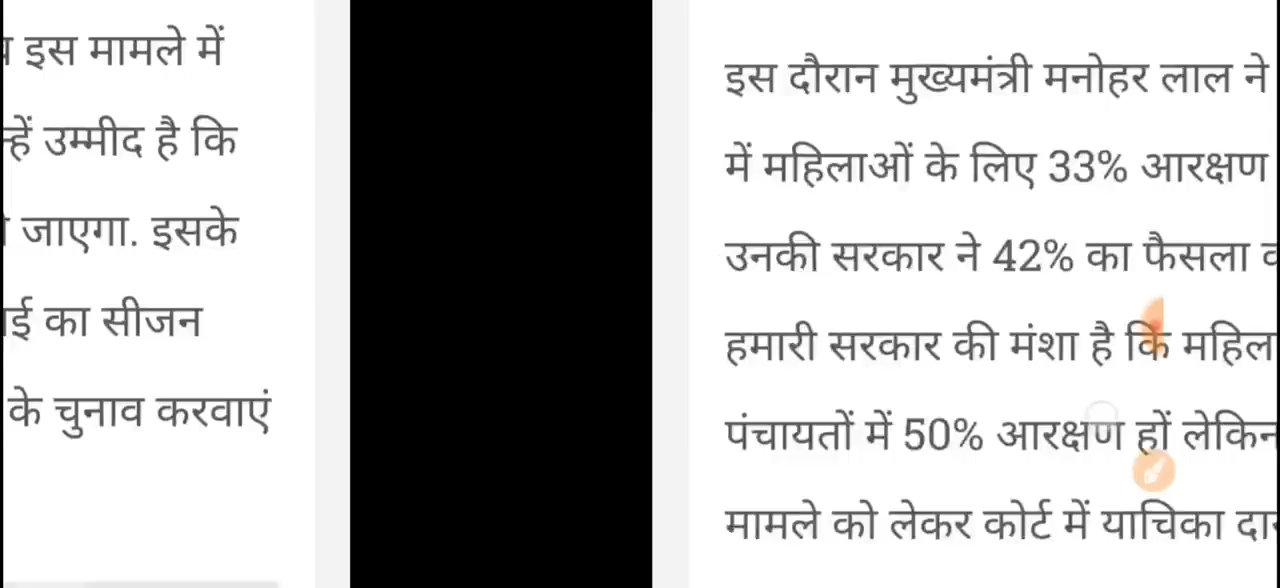 इस मामले में
उम्मीद है कि
जाएगा. इसके
का सीजन
के चुनाव करवाएं
इस दौरान मुख्यमंत्री मनोहर लाल ने
में महिलाओं के लिए 33% आरक्षण
उनकी सरकार ने 42% का फैसला
हमारी सरकार की मंशा है कि
पंचायतों में 50% आरक्षण हों लेकिन
मामले को लेकर कोर्ट में याचिका